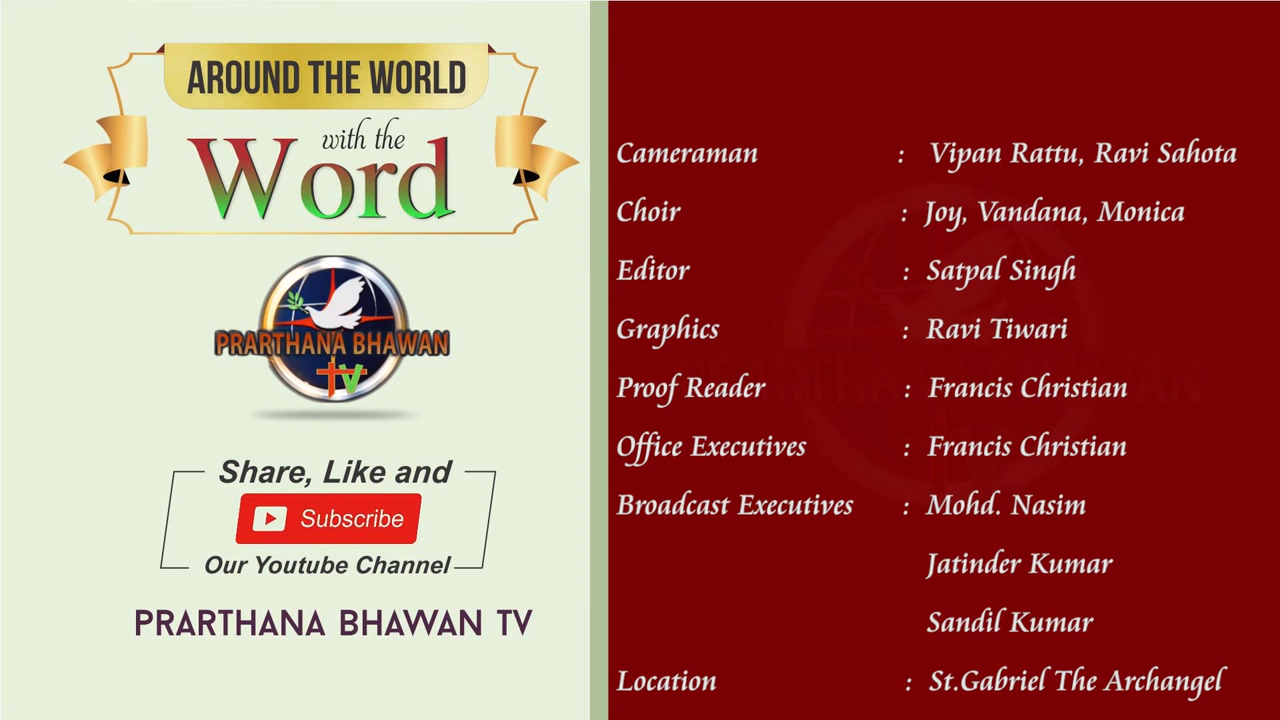 AROUND THE WORLD
with the
Word
PRARTHANA BHAWAN
TV
Share, Like and
Subscribe
Our Youtube Channel
PRARTHANA BHAWAN TV
Cameraman : Vipan Rattu, Ravi Sahota
Choir : Joy, Vandana, Monica
Editor : Satpal Singh
Graphics : Ravi Tiwari
Proof Reader : Francis Christian
Office Executives : Francis Christian
Broadcast Executives : Mohd. Nasim
Jatinder Kumar
Sandil Kumar
Location : St.Gabriel The Archangel